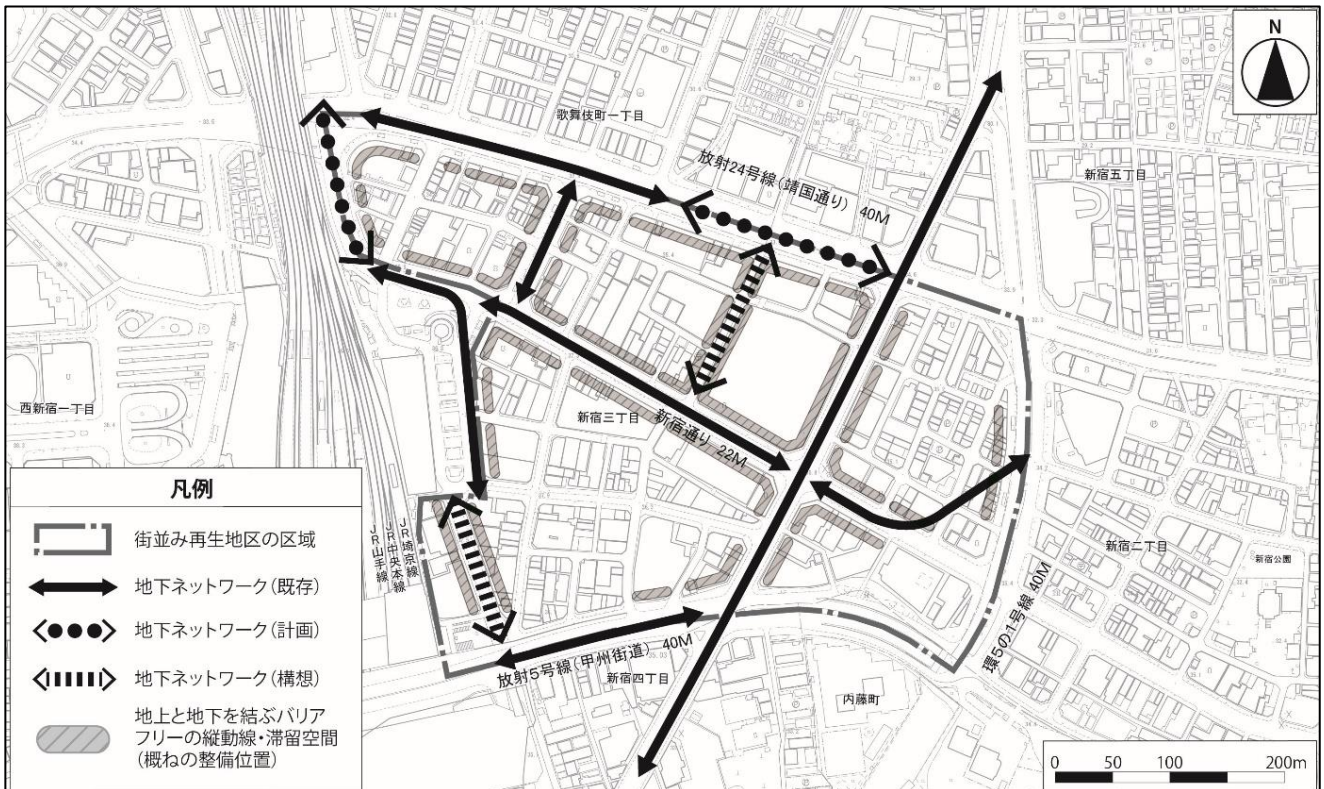 N
歌舞伎町一丁目
放射24号線(靖国通り) 40M
新宿五丁目
西新宿一丁目
新宿三丁目
新宿通り 22M
新宿二丁目
新宿公園
JR埼京線
JR中央本線
JR山手線
環5の1号線 40M
放射5号線(甲州街道) 40M
新宿四丁目
内藤町
凡例
街並み再生地区の区域
地下ネットワーク(既存)
地下ネットワーク(計画)
地下ネットワーク(構想)
地上と地下を結ぶバリア
フリーの縦動線・滞留空間
(概ねの整備位置)
0 50 100 200m